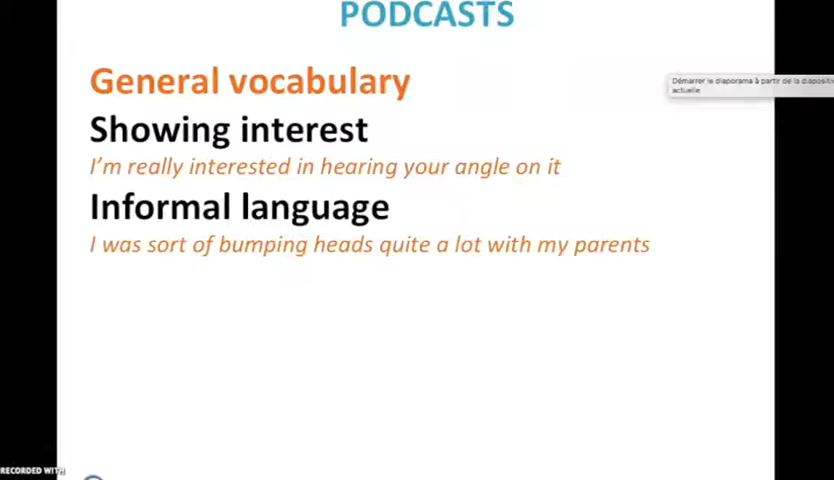 PODCASTS
General vocabulary
Démarrer le diaporama à partir de la diapositi
actuelle
Showing interest
I'm really interested in hearing your angle on it
Informal language
I was sort of bumping heads quite a lot with my parents
RECORDED WITH